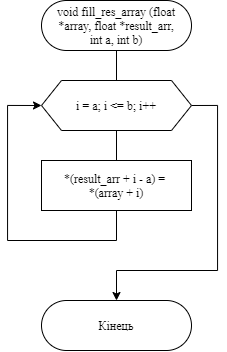 void fill_res_array (float
*array, float *result_arr,
int a, int b)
i = a; i <= b; i++
*(result_arr + i - a) =
*(array + i)
Кінець